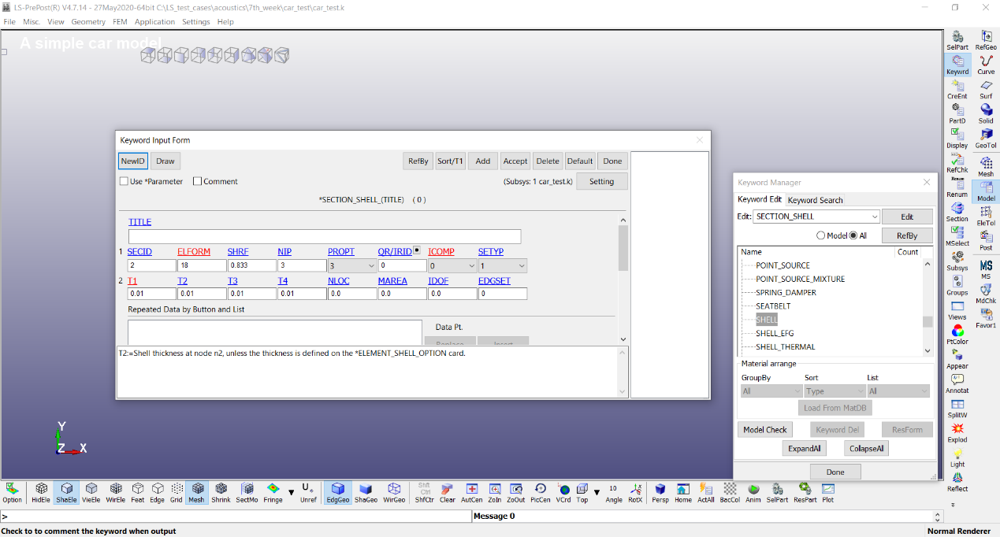 LS-PrePost(R) V4.7.14 - 27May2020-64bit C:\LS_test_cases\acoustics\7th_week\car_test\car_test.k
File Misc. View Geometry FEM Application Settings Help
A simple car model
Keyword Input Form
NewID Draw RefBy Sort/T1 Add Accept Delete Default Done
Use *Parameter Comment (Subsys: 1 car_test.k) Setting
*SECTION_SHELL_(TITLE) ( 0 )
TITLE
1 SECID ELFORM SHRF NIP PROPT QR/IRID ICOMP SETYP
2 18 0.833 3 3 0 0 1
2 T1 T2 T3 T4 NLOC MAREA IDOF EDGSET
0.01 0.01 0.01 0.01 0.0 0.0 0.0 0
Repeated Data by Button and List
Data Pt.
Replace Insert
T2:=Shell thickness at node n2, unless the thickness is defined on the *ELEMENT_SHELL_OPTION card.
Keyword Manager
Keyword Edit Keyword Search
Edit: SECTION_SHELL Edit
Model All RefBy
Name Count
POINT_SOURCE
POINT_SOURCE_MIXTURE
SPRING_DAMPER
SEATBELT
SHELL
SHELL_EFG
SHELL_THERMAL
Material arrange
GroupBy Sort List
All Type All
Load From MatDB
Model Check Keyword Del ResForm
ExpandAll CollapseAll
Done
SelPart RefGeo
Keywrd Curve
CreEnt Surf
PartD Solid
Display GeoTol
RefChk Mesh
Renum
Renum Model
Section EleTol
MSelect Post
Subsys MS
MS
Groups MdChk
Views Favor1
PtColor
Appear
Annotat
SplitW
Explod
Light
Reflect
Y
Z X
Shft
Ctrl
U. 10
Option HidEle ShaEle VieEle WirEle Feat Edge Grid Mesh Shrink SectMo Fringe Unref EdgGeo ShaGeo WirGeo ShfCtr Clear AutCen ZoIn ZoOut PicCen VCrd Top Angle RotX Persp Home ActAll BacCol Anim SelPart ResPart Plot
> Message 0
Check to to comment the keyword when output Normal Renderer